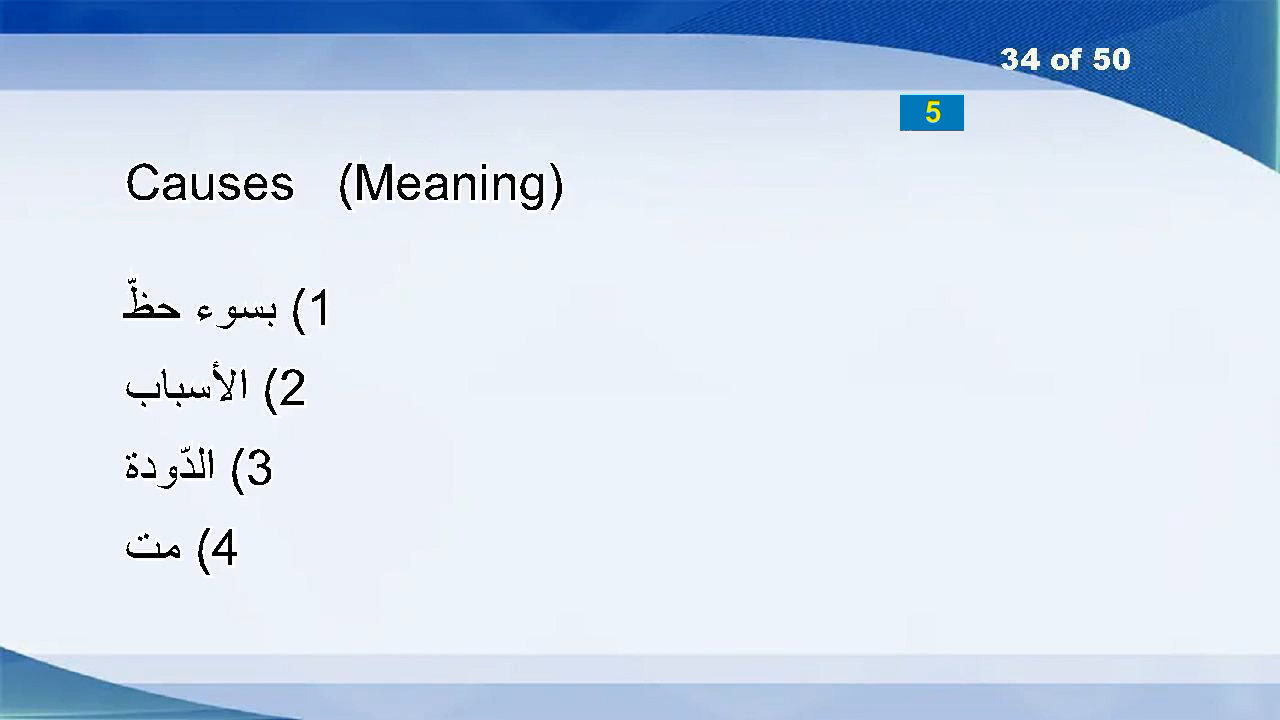 34 of 50
5
Causes (Meaning)
1) بسوء حظّ
2) الأسباب
3) الدّودة
4) مت